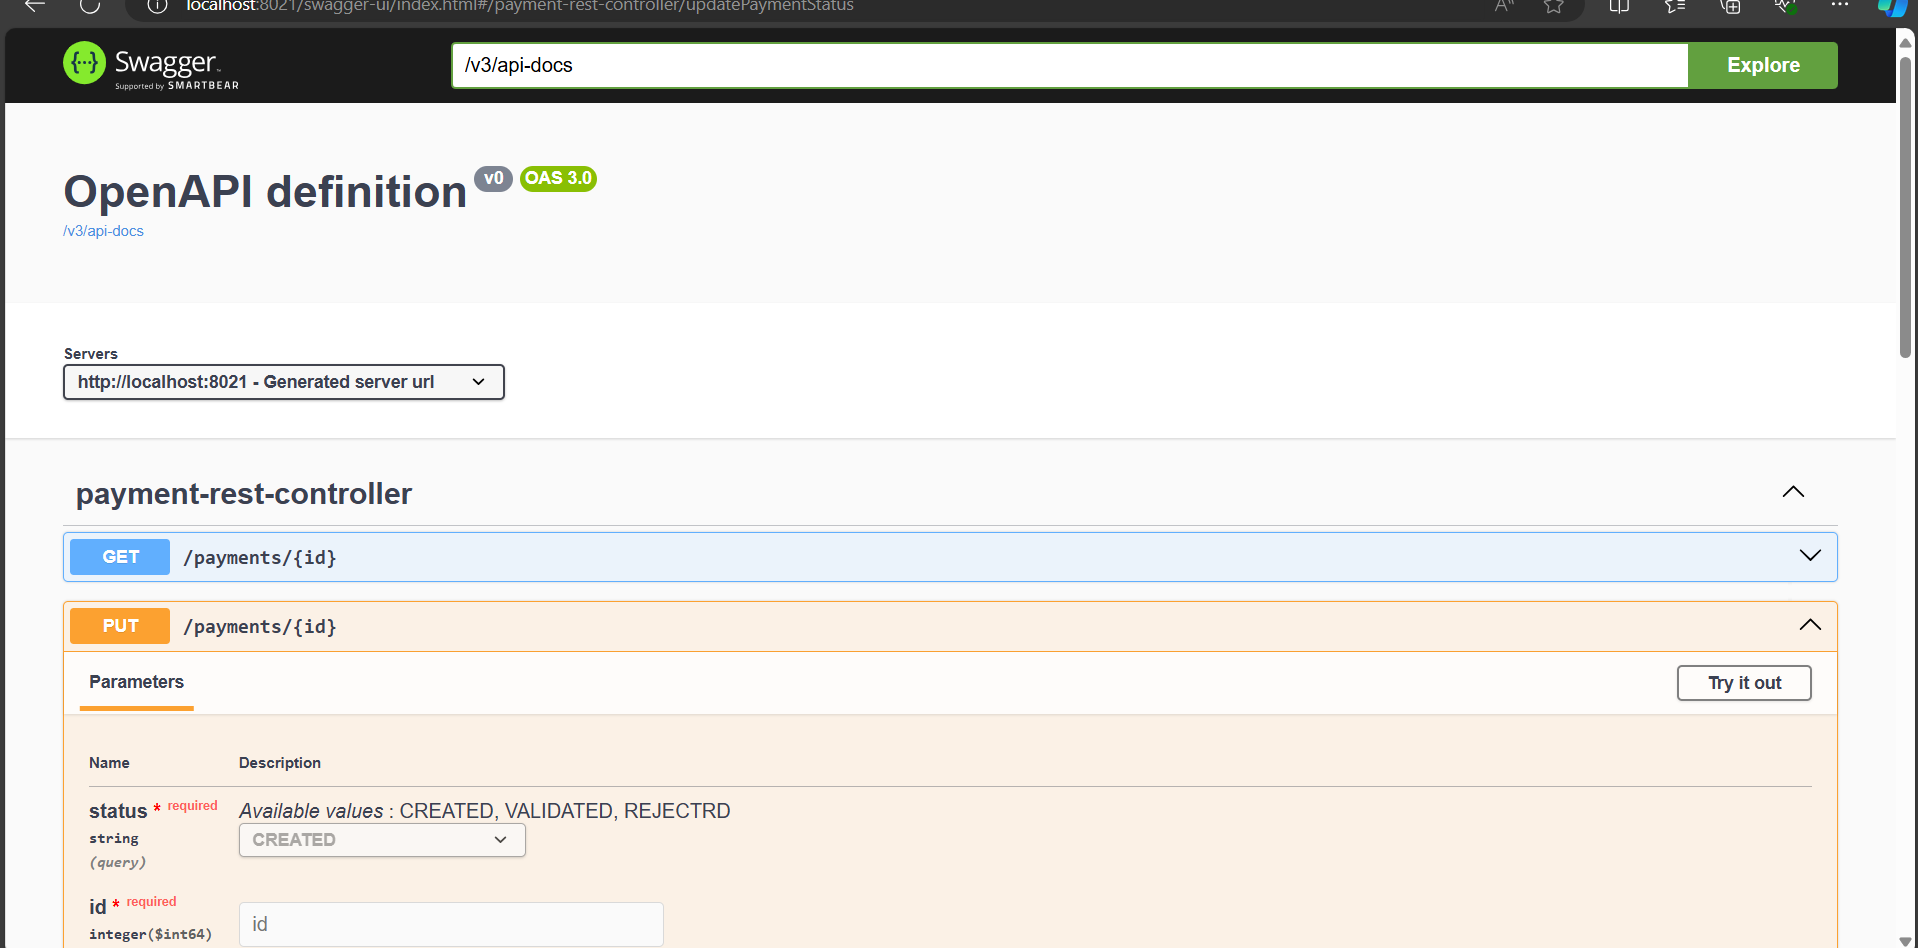 localhost:8021/swagger-ui/index.html#/payment-rest-controller/updatePaymentStatus
Swagger
Supported by SMARTBEAR
/v3/api-docs
Explore
OpenAPI definition v0 OAS 3.0
/v3/api-docs
Servers
http://localhost:8021 - Generated server url
payment-rest-controller
GET /payments/{id}
PUT /payments/{id}
Parameters
Try it out
Name Description
status * required Available values : CREATED, VALIDATED, REJECTRD
string CREATED
(query)
id * required
id
integer($int64)